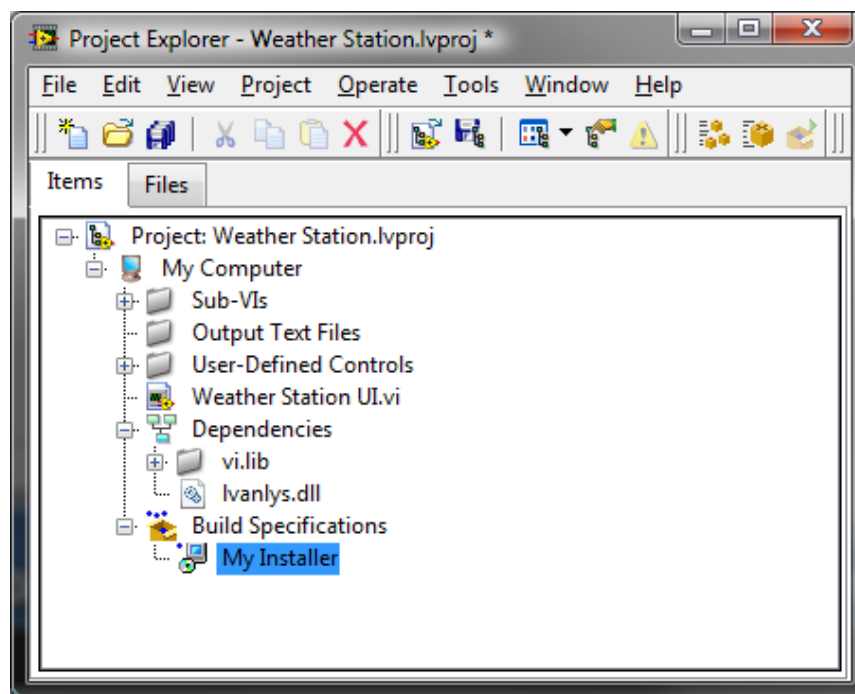 Project Explorer - Weather Station.lvproj *
File Edit View Project Operate Tools Window Help
Items Files
Project: Weather Station.lvproj
My Computer
Sub-VIs
Output Text Files
User-Defined Controls
Weather Station UI.vi
Dependencies
vi.lib
lvanlys.dll
Build Specifications
My Installer